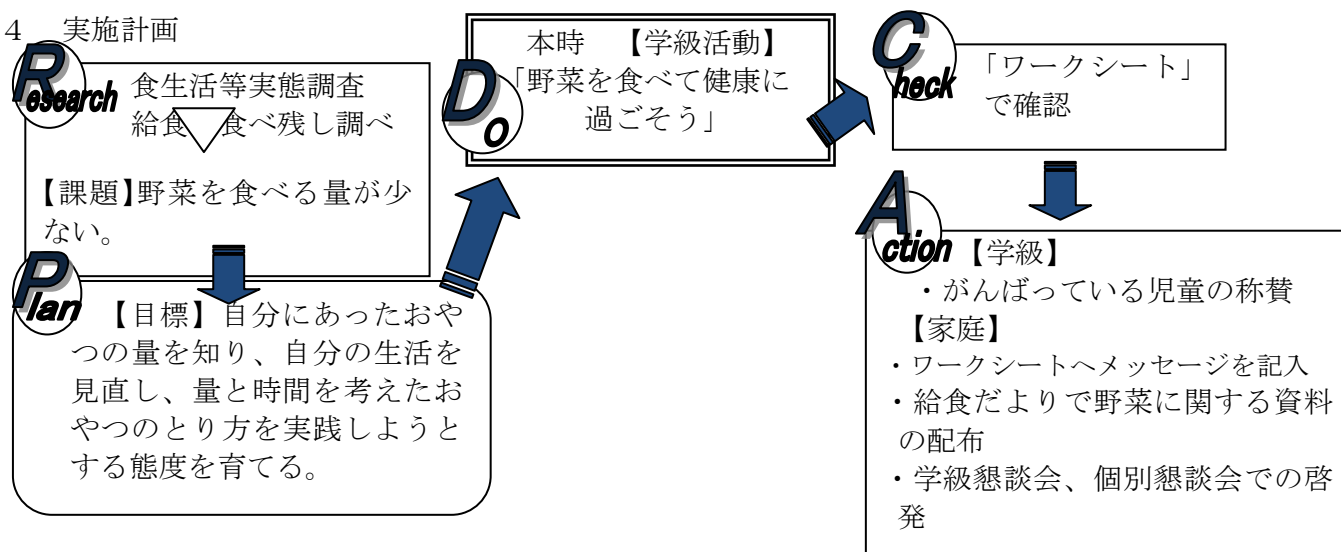 4 実施計画
Research
食生活等実態調査
給食 食べ残し調べ
【課題】野菜を食べる量が少
ない。
Plan
【目標】自分にあったおや
つの量を知り、自分の生活を
見直し、量と時間を考えたお
やつのとり方を実践しようと
する態度を育てる。
Do
本時 【学級活動】
「野菜を食べて健康に
過ごそう」
Check
「ワークシート」
で確認
Action
【学級】
・がんばっている児童の称賛
【家庭】
・ワークシートへメッセージを記入
・給食だよりで野菜に関する資料
の配布
・学級懇談会、個別懇談会での啓
発